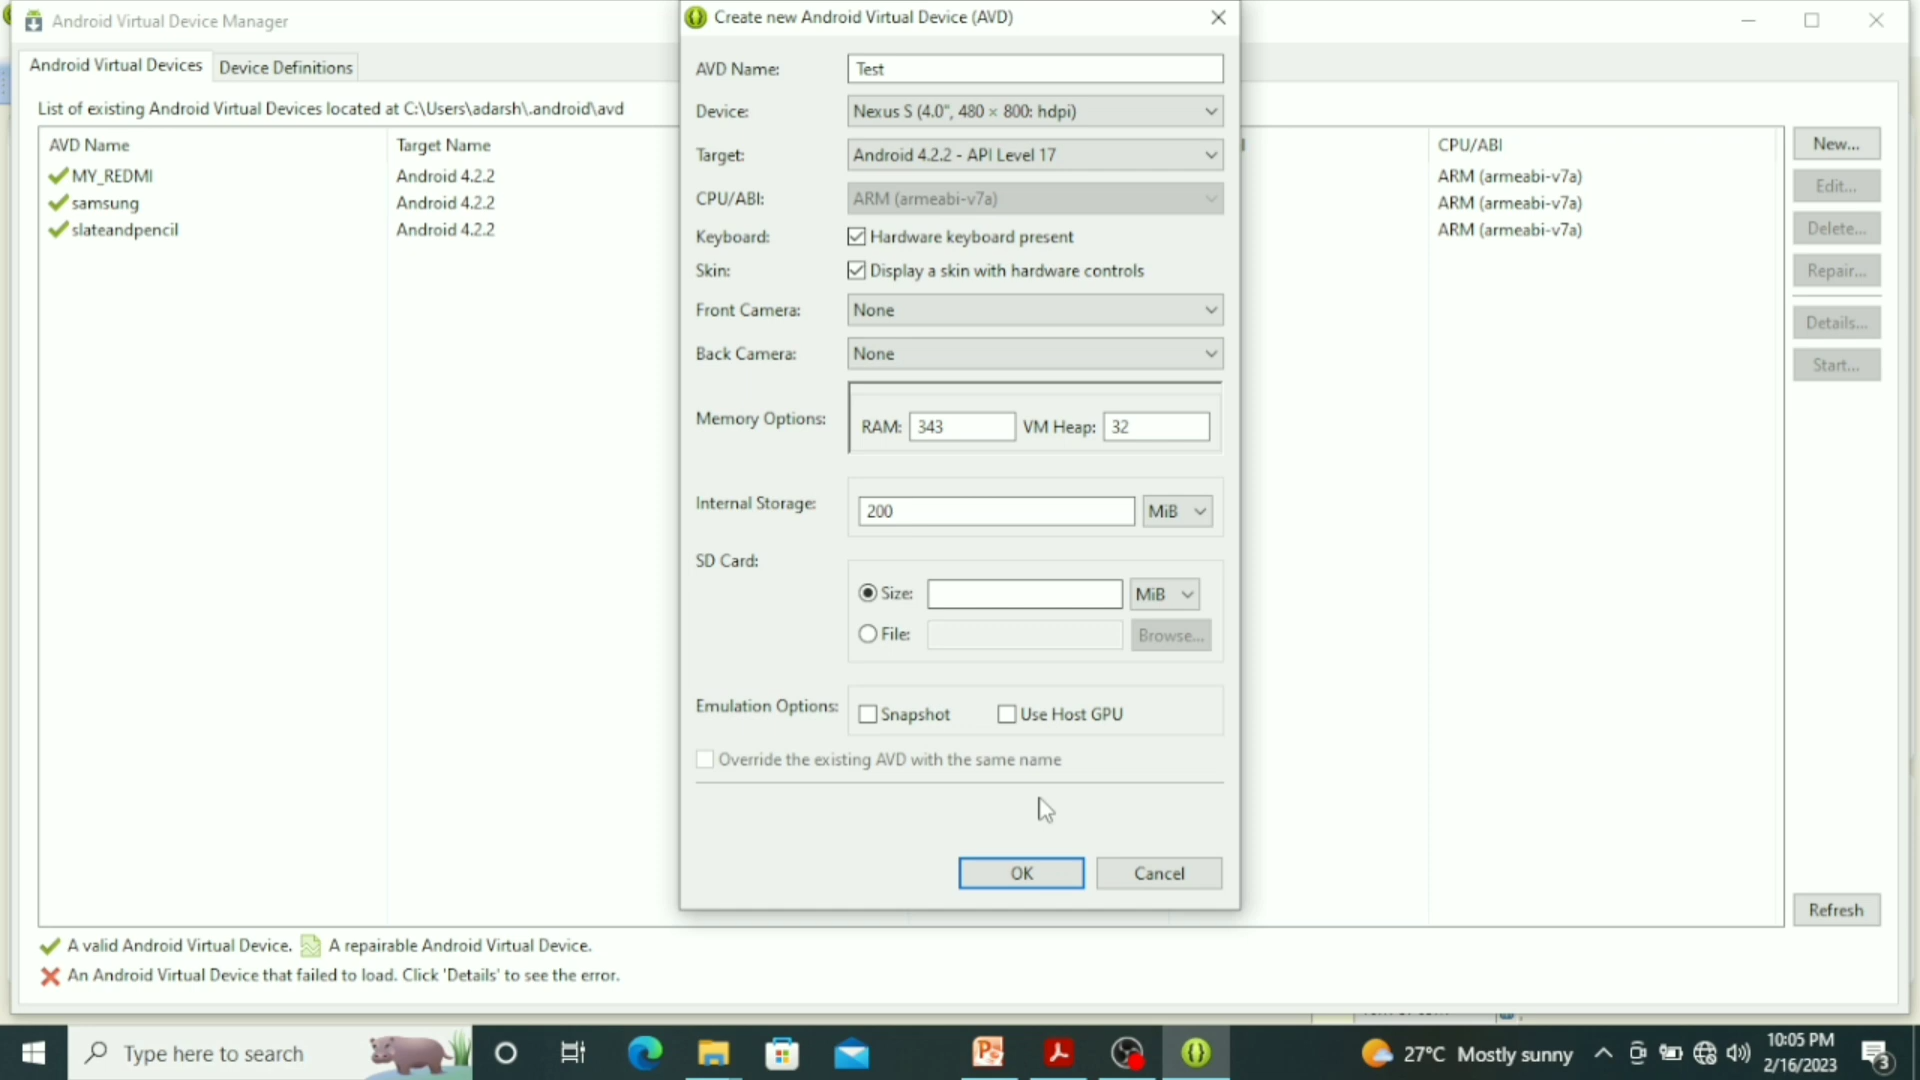 Android Virtual Device Manager
Android Virtual Devices
Device Definitions
List of existing Android Virtual Devices located at C:\Users\adarsh\.android\avd
AVD Name
Target Name
CPU/ABI
MY_REDMI
Android 4.2.2
ARM (armeabi-v7a)
samsung
Android 4.2.2
ARM (armeabi-v7a)
slateandpencil
Android 4.2.2
ARM (armeabi-v7a)
New...
Edit...
Delete...
Repair...
Details...
Start...
Refresh
Create new Android Virtual Device (AVD)
AVD Name:
Test
Device:
Nexus S (4.0", 480 × 800: hdpi)
Target:
Android 4.2.2 - API Level 17
CPU/ABI:
ARM (armeabi-v7a)
Keyboard:
Hardware keyboard present
Skin:
Display a skin with hardware controls
Front Camera:
None
Back Camera:
None
Memory Options:
RAM: 343 VM Heap: 32
Internal Storage:
200
MiB
SD Card:
Size:
MiB
File:
Browse...
Emulation Options:
Snapshot
Use Host GPU
Override the existing AVD with the same name
OK
Cancel
A valid Android Virtual Device.
A repairable Android Virtual Device.
An Android Virtual Device that failed to load. Click 'Details' to see the error.
Type here to search
27°C Mostly sunny
10:05 PM
2/16/2023
3